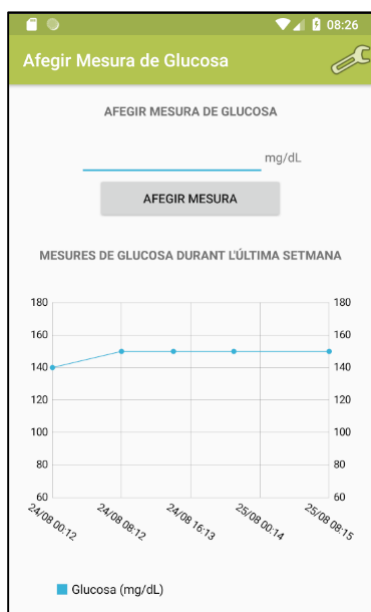 08:26
Afegir Mesura de Glucosa
AFEGIR MESURA DE GLUCOSA
mg/dL
AFEGIR MESURA
MESURES DE GLUCOSA DURANT L'ÚLTIMA SETMANA
180 180
160 160
140 140
120 120
100 100
80 80
60 60
24/08 00:12 24/08 08:12 24/08 16:13 25/08 00:14 25/08 08:15
Glucosa (mg/dL)